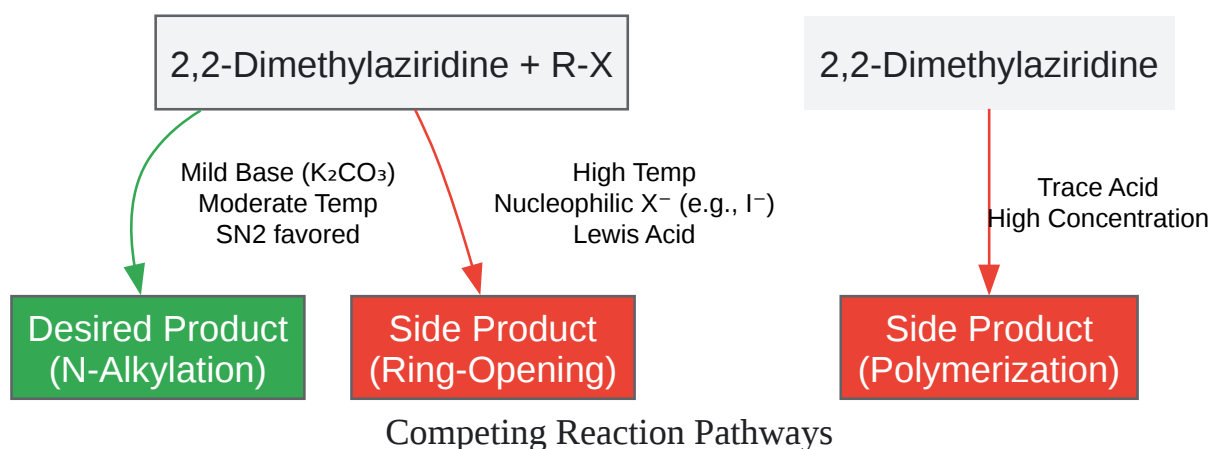 2,2-Dimethylaziridine + R-X
2,2-Dimethylaziridine
Mild Base (K₂CO₃)
Moderate Temp
SN2 favored
High Temp
Nucleophilic X⁻ (e.g., I⁻)
Lewis Acid
Trace Acid
High Concentration
Desired Product
(N-Alkylation)
Side Product
(Ring-Opening)
Side Product
(Polymerization)
Competing Reaction Pathways